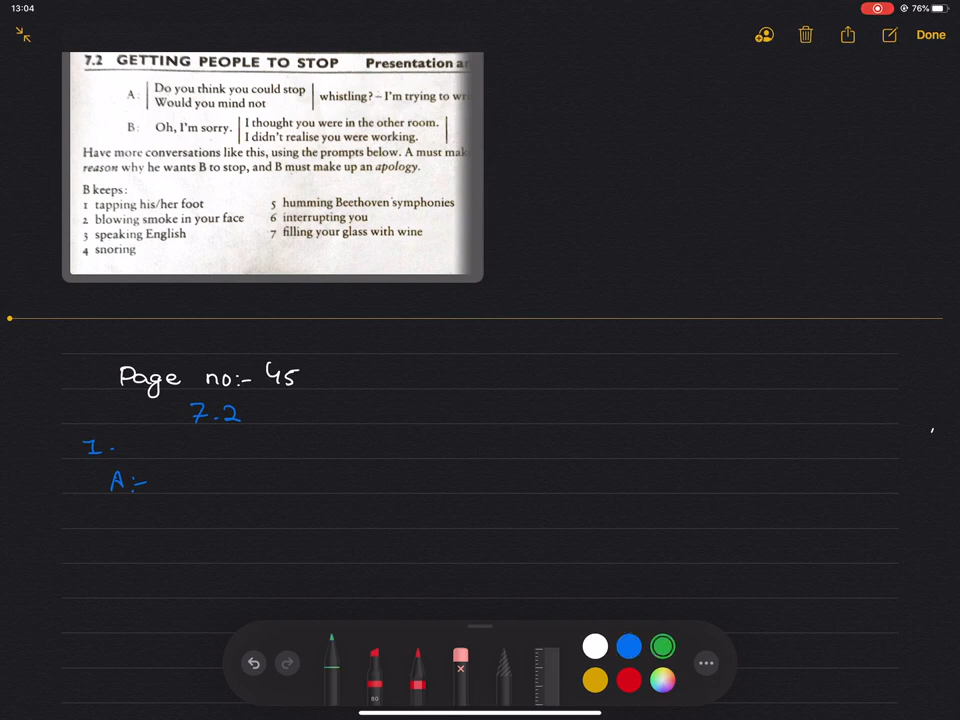 13:04
76%
Done
7.2 GETTING PEOPLE TO STOP Presentation
A: Do you think you could stop
Would you mind not
whistling? – I'm trying to
B: Oh, I'm sorry. I thought you were in the other room.
I didn't realise you were working.
Have more conversations like this, using the prompts below. A must
reason why he wants B to stop, and B must make up an apology.
B keeps:
1 tapping his/her foot
2 blowing smoke in your face
3 speaking English
4 snoring
5 humming Beethoven symphonies
6 interrupting you
7 filling your glass with wine
Page no:- 45
7.2
1.
A:-
80